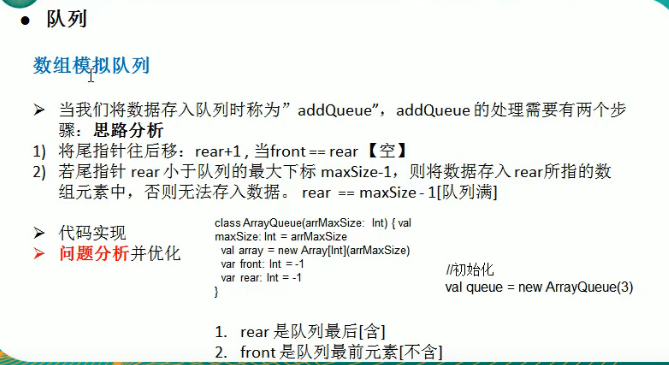 ● 队列
数组模拟队列
➢ 当我们将数据存入队列时称为”addQueue”，addQueue 的处理需要有两个步
骤：思路分析
1) 将尾指针往后移：rear+1 , 当front == rear 【空】
2) 若尾指针 rear 小于队列的最大下标 maxSize-1，则将数据存入 rear所指的数
组元素中，否则无法存入数据。 rear == maxSize - 1[队列满]
➢ 代码实现
➢ 问题分析并优化
class ArrayQueue(arrMaxSize: Int) { val
maxSize: Int = arrMaxSize
val array = new Array[Int](arrMaxSize)
var front: Int = -1
var rear: Int = -1
}
//初始化
val queue = new ArrayQueue(3)
1. rear 是队列最后[含]
2. front 是队列最前元素[不含]